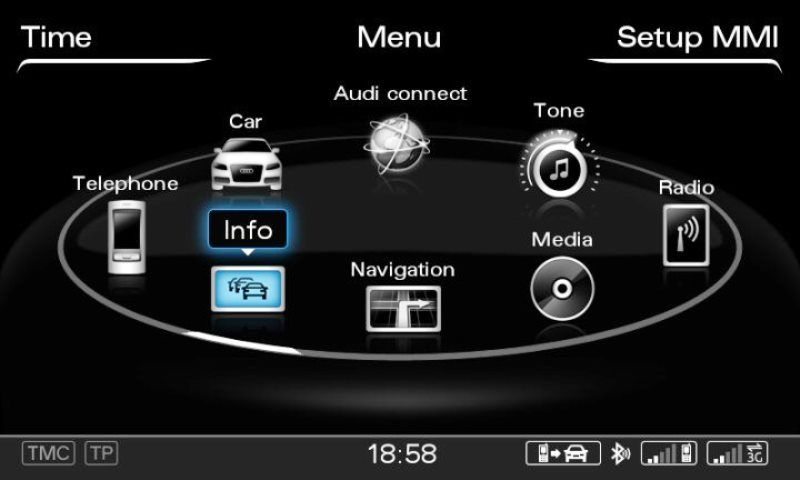 Time Menu Setup MMI
Audi connect
Car
Tone
Telephone
Radio
Info
Media
Navigation
TMC TP 18:58 3G